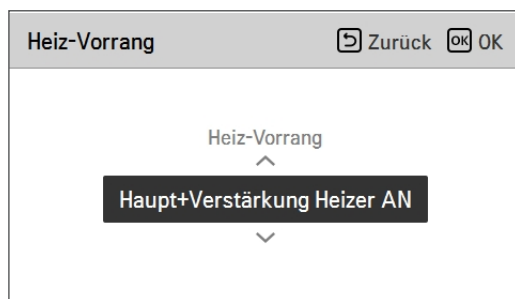 Heiz-Vorrang Zurück OK OK
Heiz-Vorrang
Haupt+Verstärkung Heizer AN